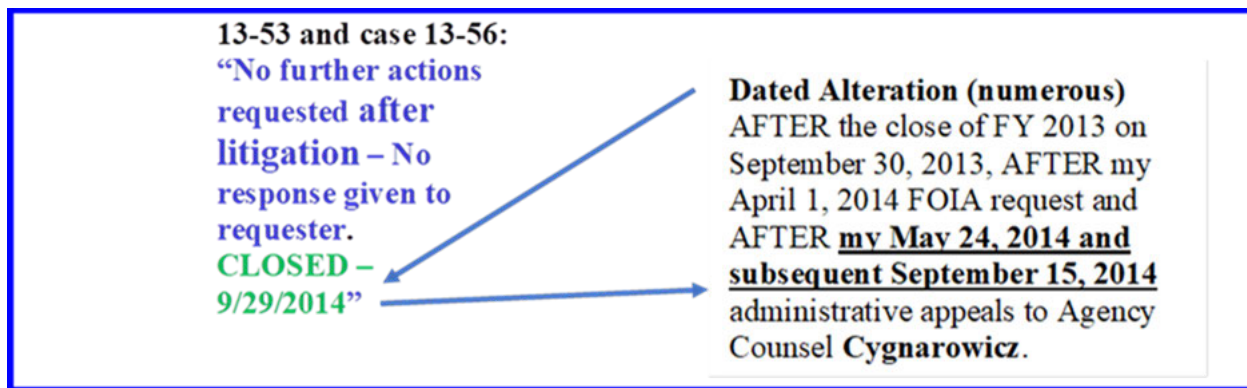 13-53 and case 13-56:
“No further actions
requested after
litigation – No
response given to
requester.
CLOSED –
9/29/2014”
Dated Alteration (numerous)
AFTER the close of FY 2013 on
September 30, 2013, AFTER my
April 1, 2014 FOIA request and
AFTER my May 24, 2014 and
subsequent September 15, 2014
administrative appeals to Agency
Counsel Cygnarowicz.